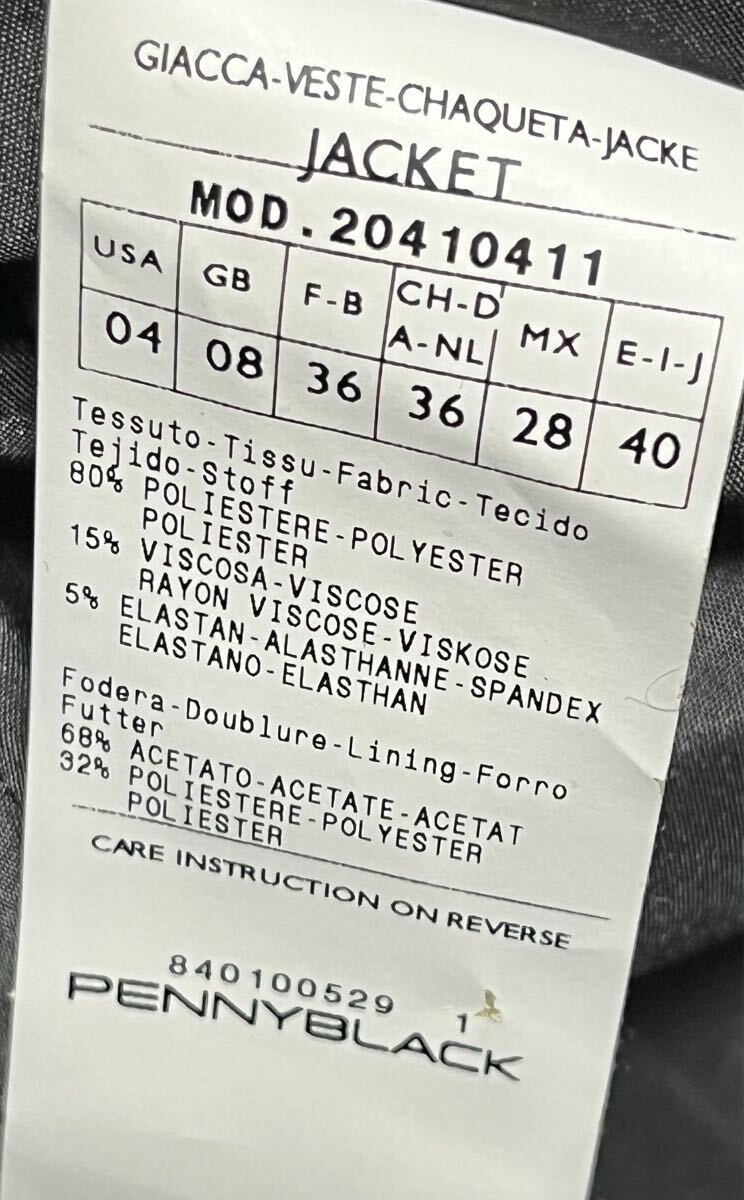 GIACCA-VESTE-CHAQUETA-JACKE
JACKET
MOD.20410411
USA GB F-B CH-D A-NL MX E-I-J
04 08 36 36 28 40
Tessuto-Tissu-Fabric-Tecido
Tejido-Stoff
80% POLIESTERE-POLYESTER
POLIESTER
15% VISCOSA-VISCOSE
RAYON VISCOSE-VISKOSE
5% ELASTAN-ALASTHANNE-SPANDEX
ELASTANO-ELASTHAN
Fodera-Doublure-Lining-Forro
Futter
68% ACETATO-ACETATE-ACETAT
32% POLIESTERE-POLYESTER
POLIESTER
CARE INSTRUCTION ON REVERSE
840100529 1
PENNYBLACK